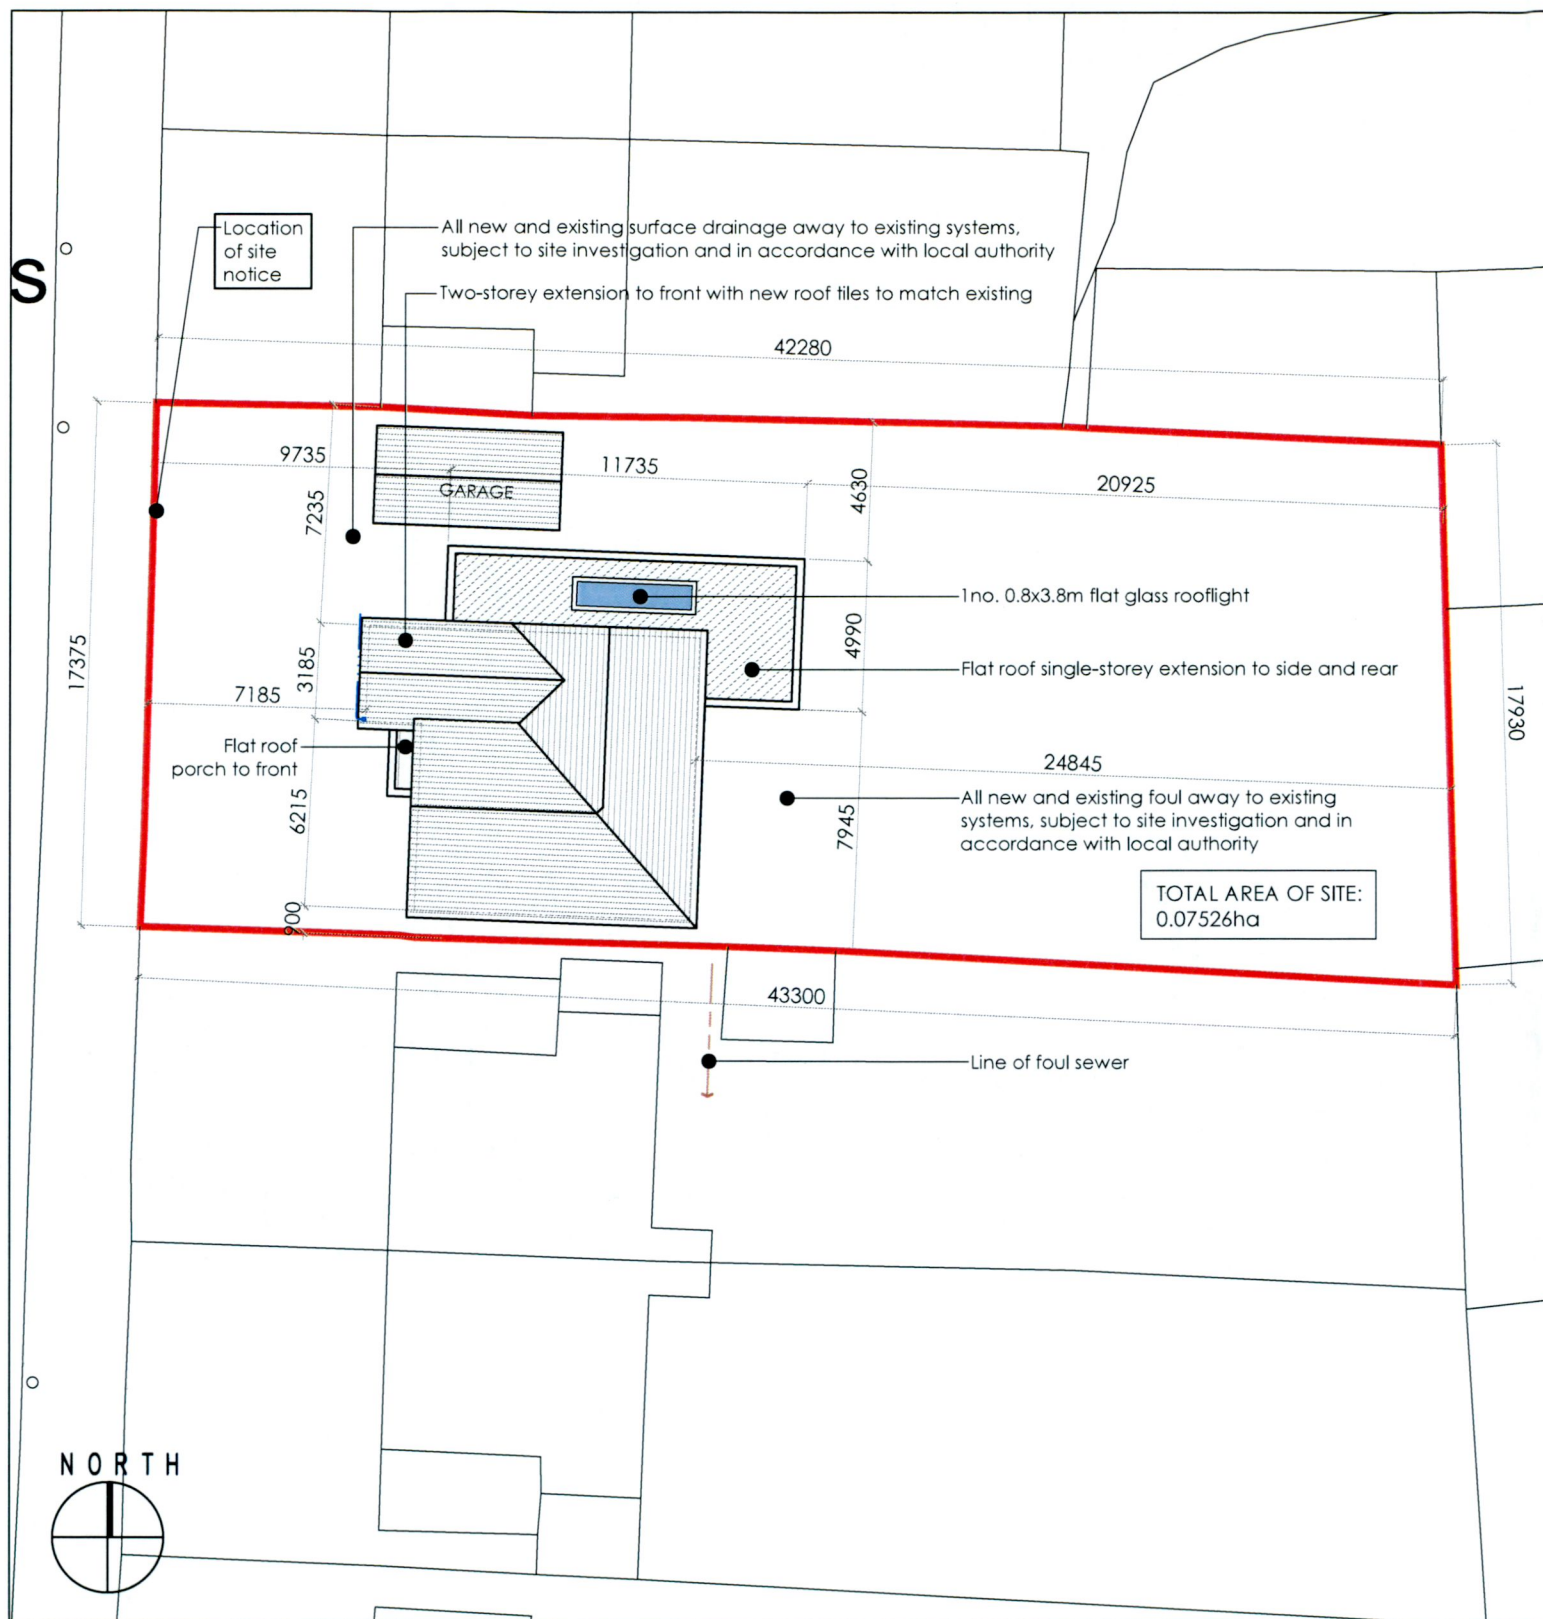 Location
of site
notice
All new and existing surface drainage away to existing systems,
subject to site investigation and in accordance with local authority
S
Two-storey extension to front with new roof tiles to match existing
42280
9735
11735
4630
20925
GARAGE
7235
1no. 0.8x3.8m flat glass rooflight
17375
3185
4990
Flat roof single-storey extension to side and rear
7185
17930
Flat roof
porch to front
24845
6215
7945
All new and existing foul away to existing
systems, subject to site investigation and in
accordance with local authority
TOTAL AREA OF SITE:
0.07526ha
900
43300
Line of foul sewer
NORTH